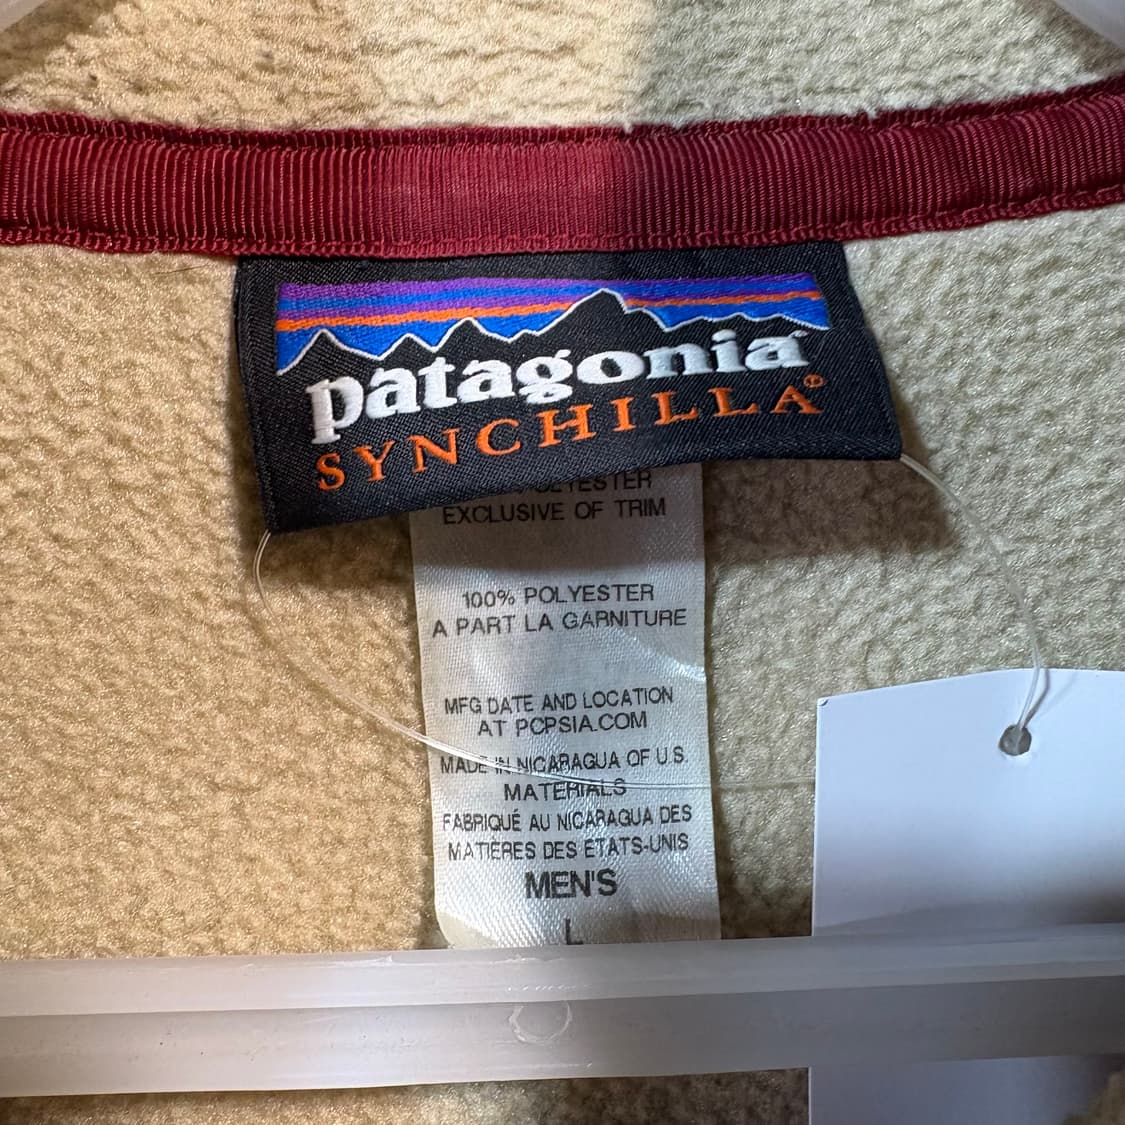 patagonia
SYNCHILLA®
POLYESTER
EXCLUSIVE OF TRIM
100% POLYESTER
A PART LA GARNITURE
MFG DATE AND LOCATION
AT PCPSIA.COM
MADE IN NICARAGUA OF U.S.
MATERIALS
FABRIQUÉ AU NICARAGUA DES
MATIÈRES DES ETATS-UNIS
MEN'S
L